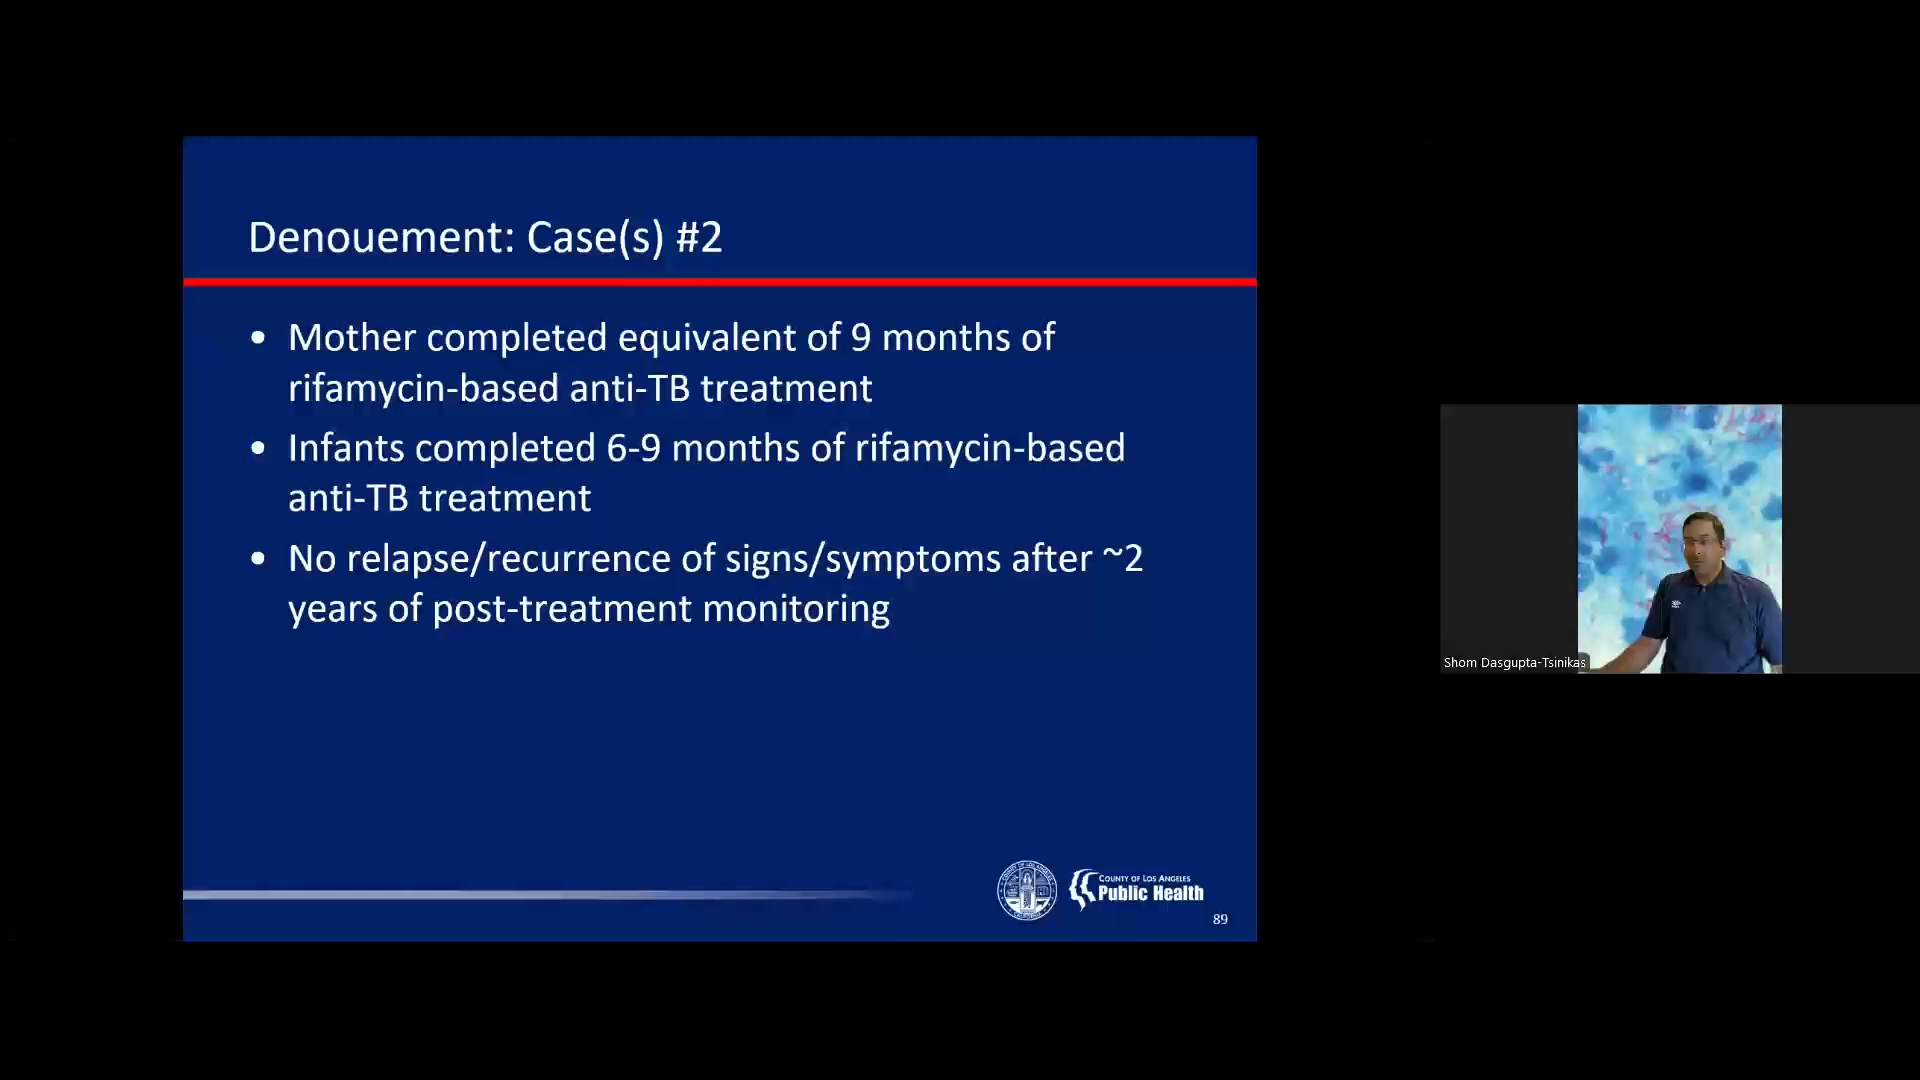 Denouement: Case(s) #2
• Mother completed equivalent of 9 months of
rifamycin-based anti-TB treatment
• Infants completed 6-9 months of rifamycin-based
anti-TB treatment
• No relapse/recurrence of signs/symptoms after ~2
years of post-treatment monitoring
COUNTY OF LOS ANGELES
Public Health
89
Shom Dasgupta-Tsinikas